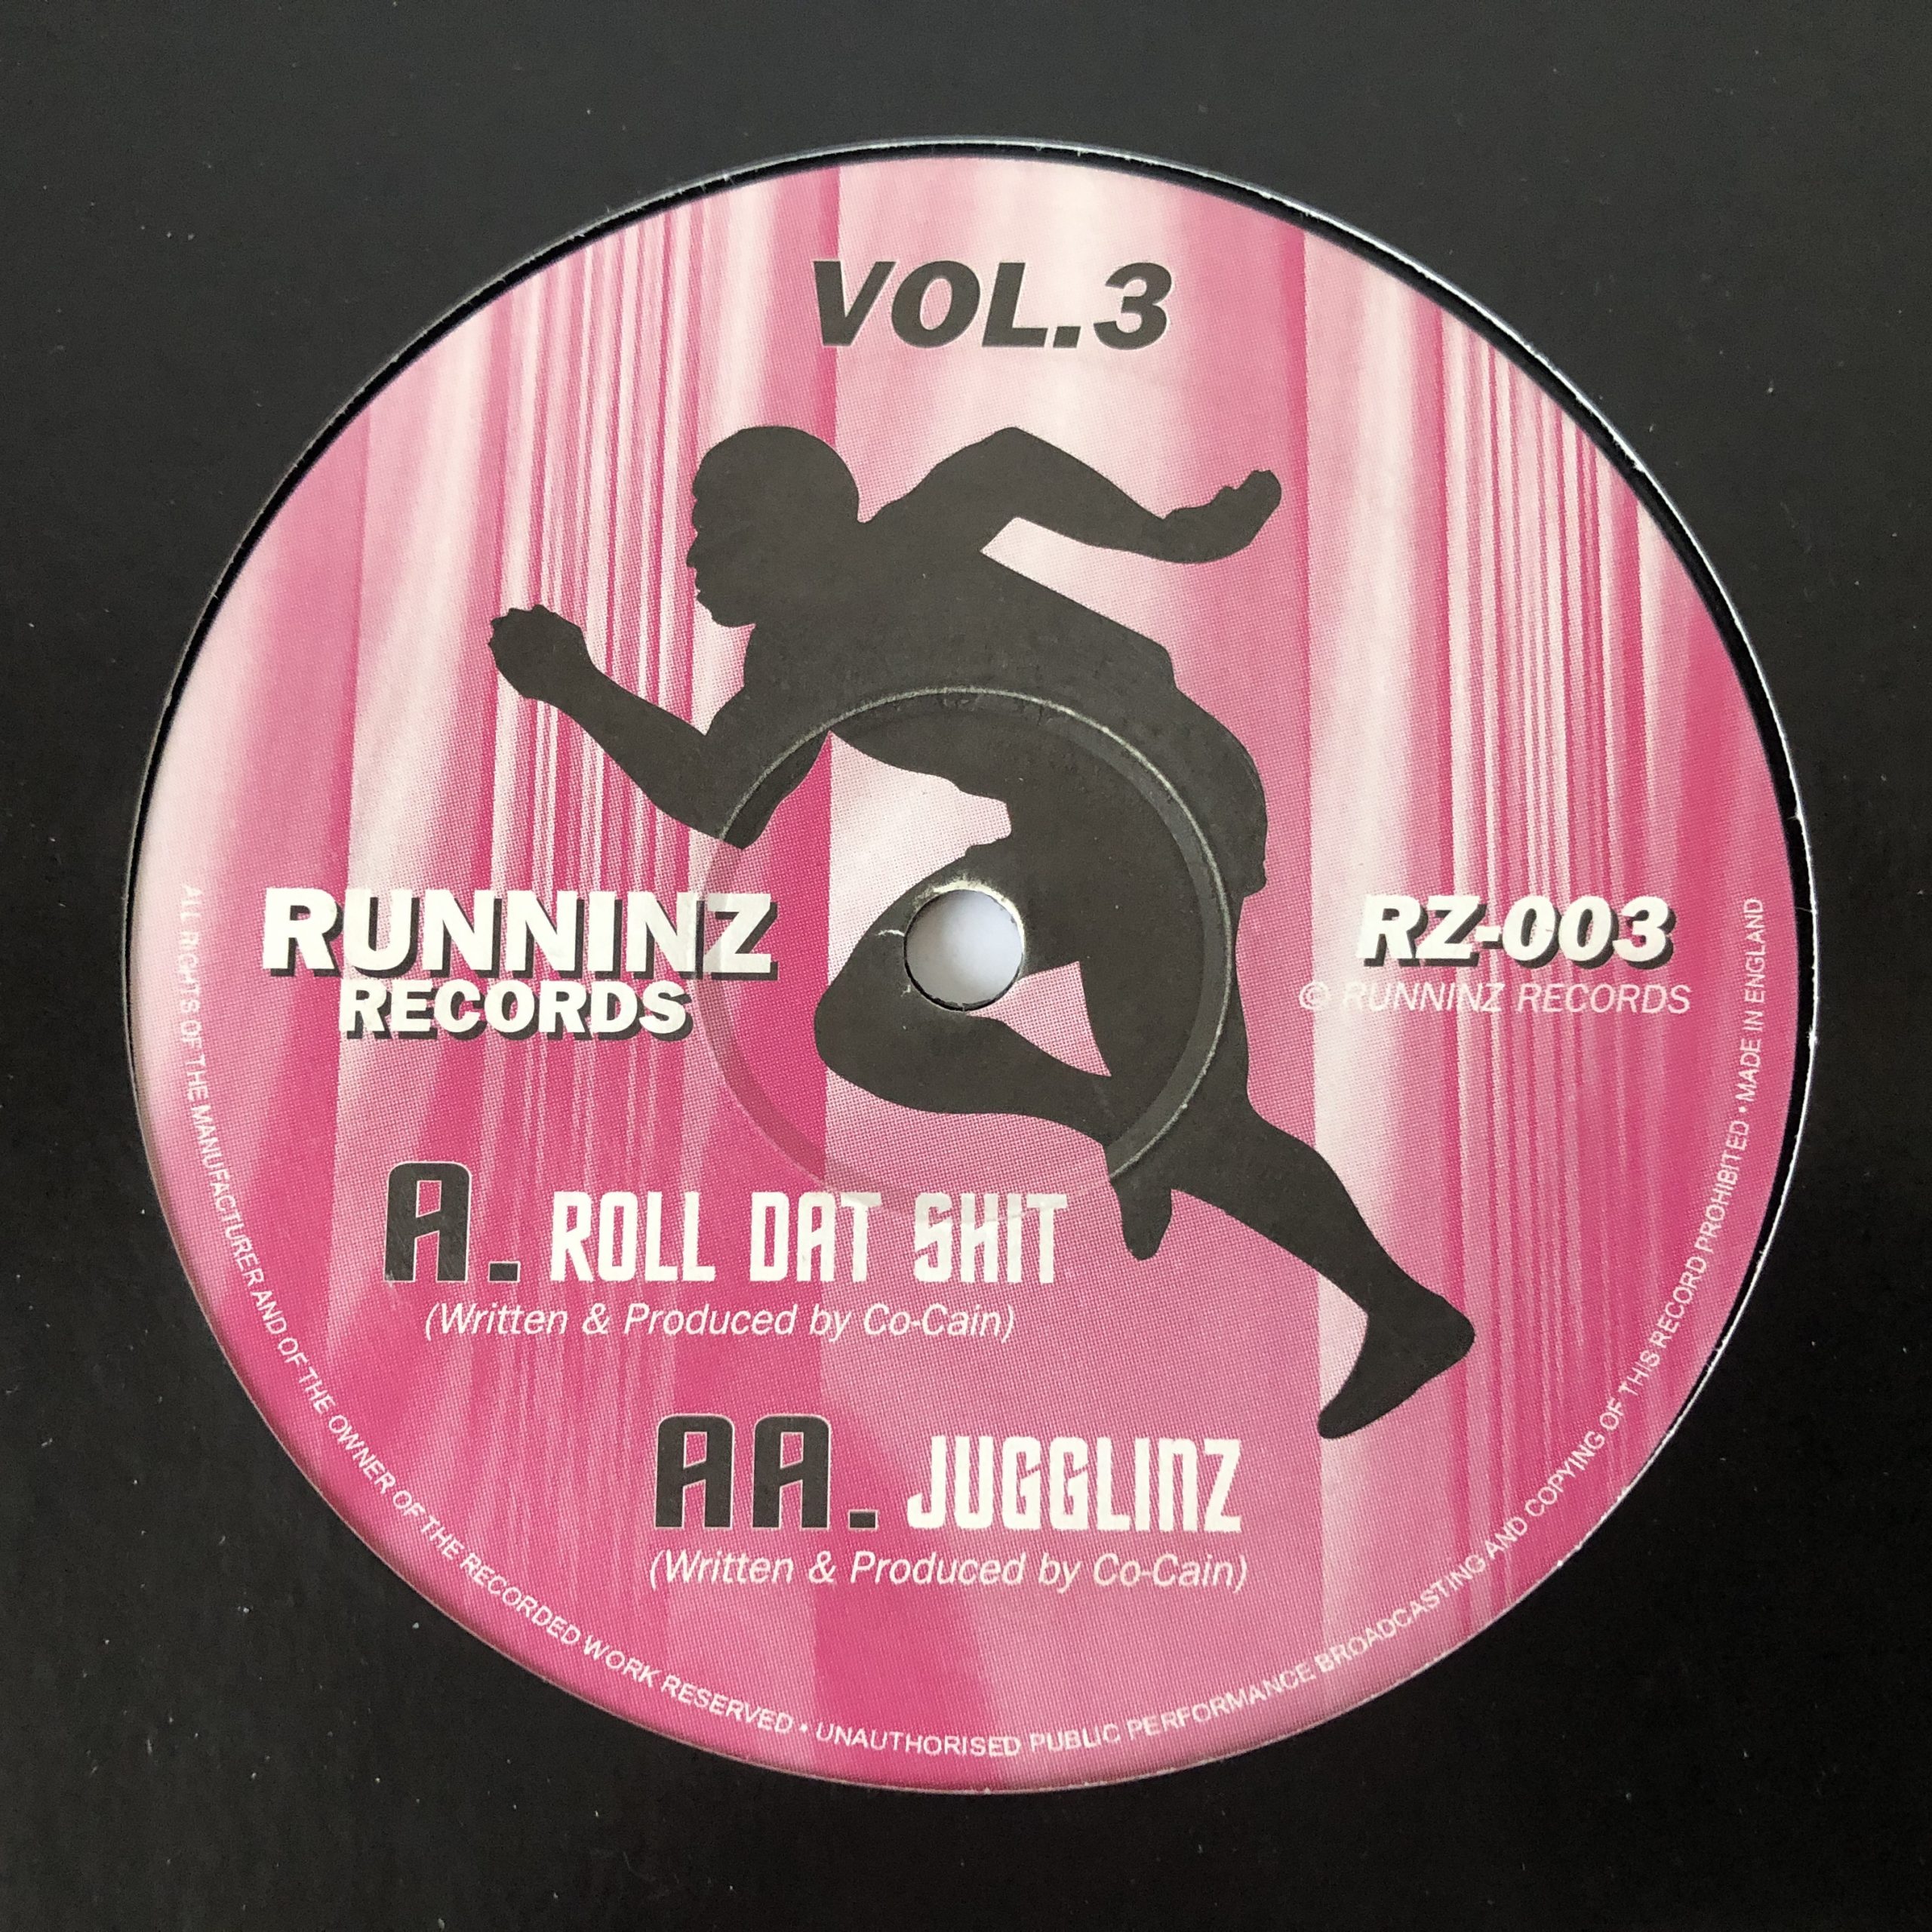 VOL.3
RUNNINZ
RECORDS
RZ-003
© RUNNINZ RECORDS
A. ROLL DAT SHIT
(Written & Produced by Co-Cain)
AA. JUGGLINZ
(Written & Produced by Co-Cain)
ALL RIGHTS OF THE MANUFACTURER AND OF THE OWNER OF THE RECORDED WORK RESERVED • UNAUTHORISED PUBLIC PERFORMANCE BROADCASTING AND COPYING OF THIS RECORD PROHIBITED • MADE IN ENGLAND